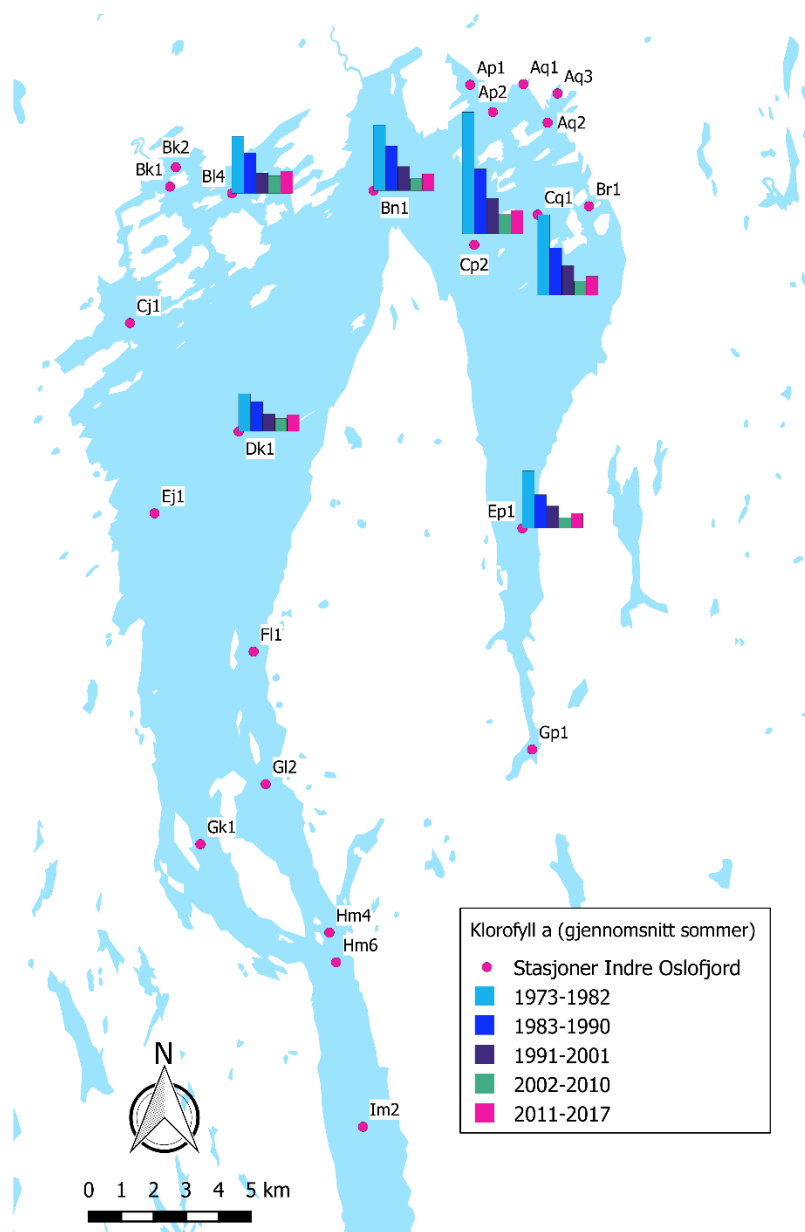 Ap1
Aq1
Aq3
Ap2
Aq2
Bk2
Bk1
Bl4
Bn1
Cq1
Br1
Cp2
Cj1
Dk1
Ej1
Ep1
Fl1
Gp1
Gl2
Gk1
Hm4
Hm6
Im2
Klorofyll a (gjennomsnitt sommer)
Stasjoner Indre Oslofjord
1973-1982
1983-1990
1991-2001
2002-2010
2011-2017
N
0 1 2 3 4 5 km